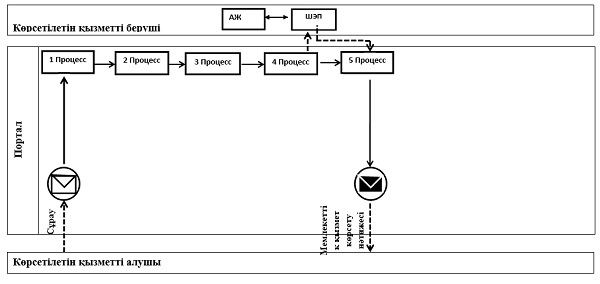 АЖ
ШЭП
Көрсетілетін қызметті беруші
Портал
1 Процесс
2 Процесс
3 Процесс
4 Процесс
5 Процесс
Сұрау
Мемлекетті
к қызмет
көрсету
нәтижесі
Көрсетілетін қызметті алушы